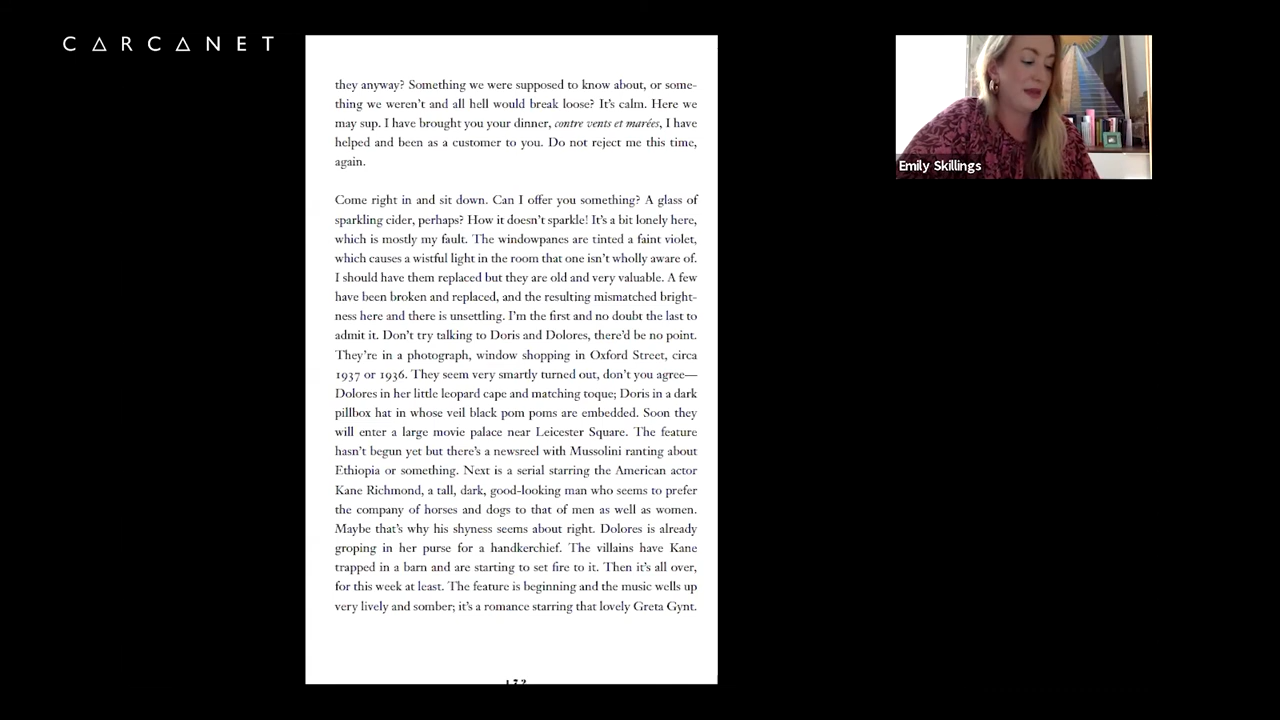 CARCANET
they anyway? Something we were supposed to know about, or some-
thing we weren't and all hell would break loose? It's calm. Here we
may sup. I have brought you your dinner, contre vents et marées, I have
helped and been as a customer to you. Do not reject me this time,
again.
Come right in and sit down. Can I offer you something? A glass of
sparkling cider, perhaps? How it doesn't sparkle! It's a bit lonely here,
which is mostly my fault. The windowpanes are tinted a faint violet,
which causes a wistful light in the room that one isn't wholly aware of.
I should have them replaced but they are old and very valuable. A few
have been broken and replaced, and the resulting mismatched bright-
ness here and there is unsettling. I'm the first and no doubt the last to
admit it. Don't try talking to Doris and Dolores, there'd be no point.
They're in a photograph, window shopping in Oxford Street, circa
1937 or 1936. They seem very smartly turned out, don't you agree—
Dolores in her little leopard cape and matching toque; Doris in a dark
pillbox hat in whose veil black pom poms are embedded. Soon they
will enter a large movie palace near Leicester Square. The feature
hasn't begun yet but there's a newsreel with Mussolini ranting about
Ethiopia or something. Next is a serial starring the American actor
Kane Richmond, a tall, dark, good-looking man who seems to prefer
the company of horses and dogs to that of men as well as women.
Maybe that's why his shyness seems about right. Dolores is already
groping in her purse for a handkerchief. The villains have Kane
trapped in a barn and are starting to set fire to it. Then it's all over,
for this week at least. The feature is beginning and the music wells up
very lively and somber; it's a romance starring that lovely Greta Gynt.
Emily Skillings